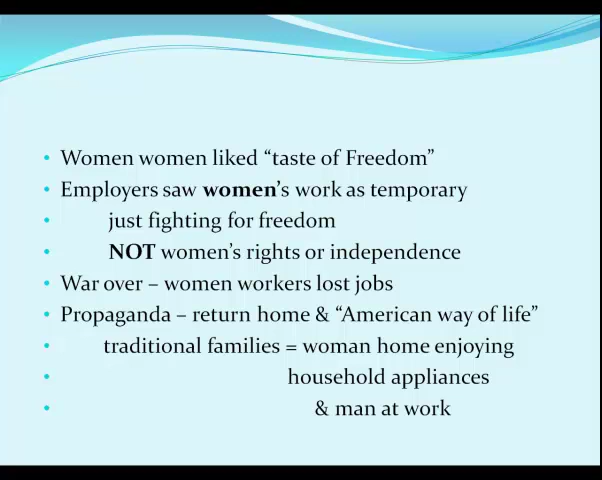 • Women women liked “taste of Freedom”
• Employers saw women’s work as temporary
• just fighting for freedom
• NOT women’s rights or independence
• War over – women workers lost jobs
• Propaganda – return home & “American way of life”
• traditional families = woman home enjoying
• household appliances
• & man at work